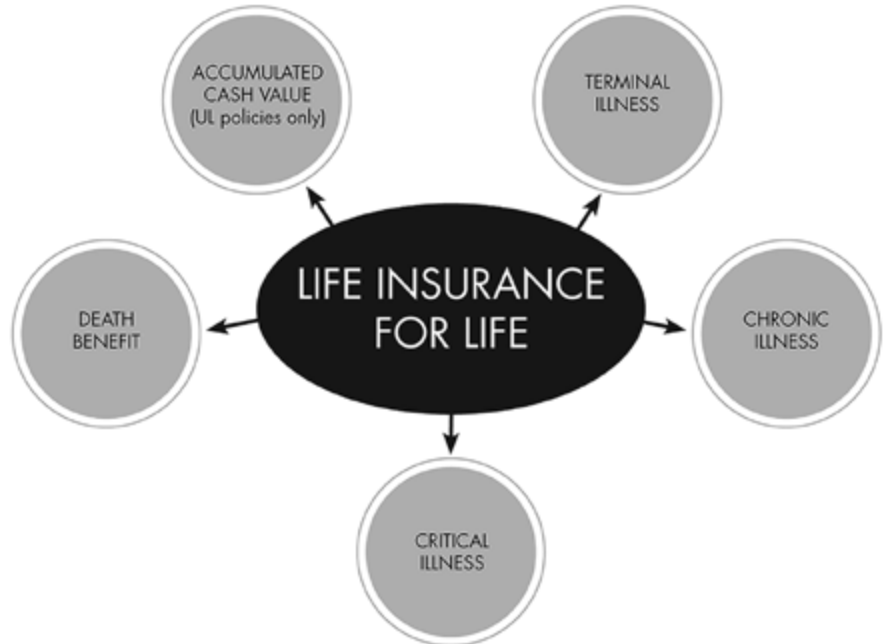 ACCUMULATED
CASH VALUE
(UL policies only)
TERMINAL
ILLNESS
LIFE INSURANCE
FOR LIFE
DEATH
BENEFIT
CHRONIC
ILLNESS
CRITICAL
ILLNESS